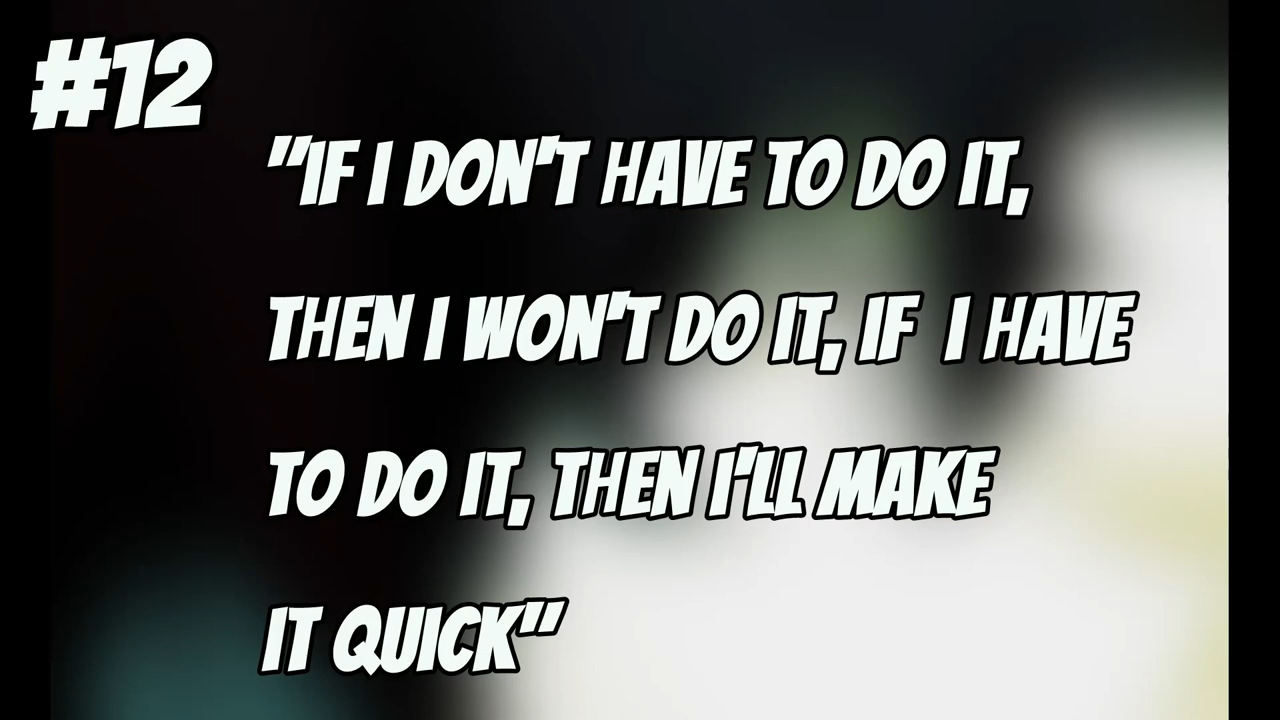 #12
"IF I DON'T HAVE TO DO IT,
THEN I WON'T DO IT, IF I HAVE
TO DO IT, THEN I'LL MAKE
IT QUICK"